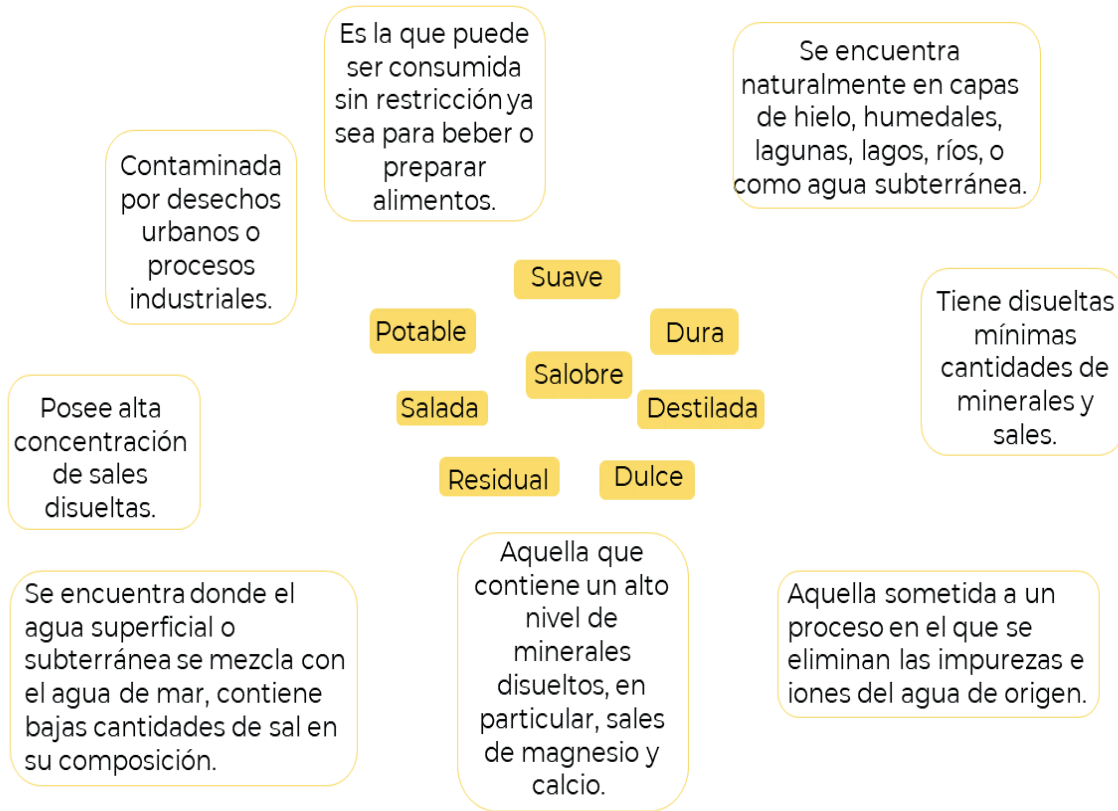 Es la que puede
ser consumida
sin restricción ya
sea para beber o
preparar
alimentos.
Se encuentra
naturalmente en capas
de hielo, humedales,
lagunas, lagos, ríos, o
como agua subterránea.
Contaminada
por desechos
urbanos o
procesos
industriales.
Suave
Potable
Dura
Salobre
Salada
Destilada
Residual
Dulce
Tiene disueltas
mínimas
cantidades de
minerales y
sales.
Posee alta
concentración
de sales
disueltas.
Se encuentra donde el
agua superficial o
subterránea se mezcla con
el agua de mar, contiene
bajas cantidades de sal en
su composición.
Aquella que
contiene un alto
nivel de
minerales
disueltos, en
particular, sales
de magnesio y
calcio.
Aquella sometida a un
proceso en el que se
eliminan las impurezas e
iones del agua de origen.